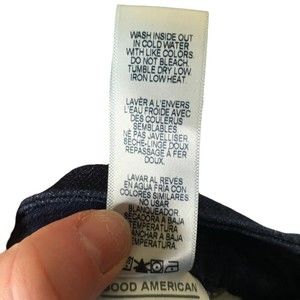 WASH INSIDE OUT
IN COLD WATER
WITH LIKE COLORS
DO NOT BLEACH.
TUMBLE DRY LOW
IRON LOW HEAT.
LAVER A L'ENVERS
L'EAU FROIDE AVEC
DES COULERUS
SEMBLABLES.
NE PAS JAVELLISER.
SECHE-LINGE DOUX
REPASSAGE A FER
DOUX.
LAVAR AL REVES
EN AGUA FRIA CON
COLORES SIMILARES
NO USAR
BLANQUEADOR
SECADORA A BAJA
TEMPERATURA
PLANCHAR A BAJA
TEMPERATURA
GOOD AMERICAN